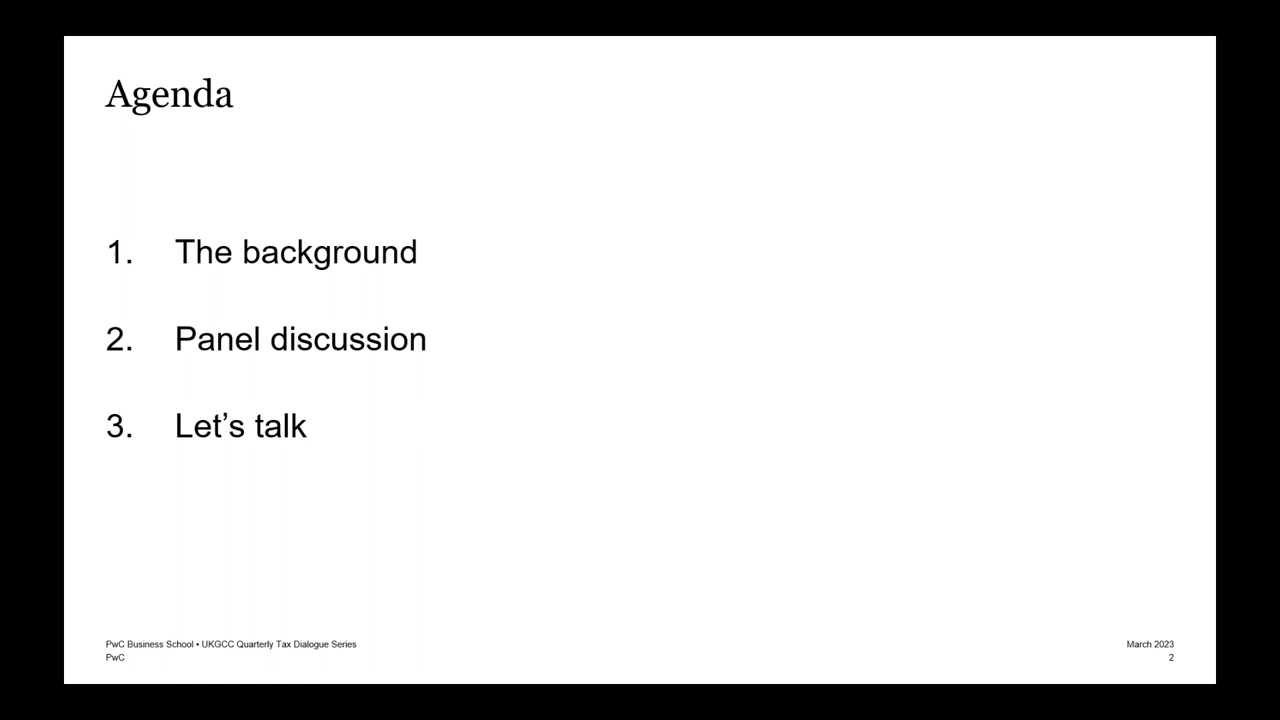 Agenda
1. The background
2. Panel discussion
3. Let’s talk
PwC Business School • UKGCC Quarterly Tax Dialogue Series
PwC
March 2023
2